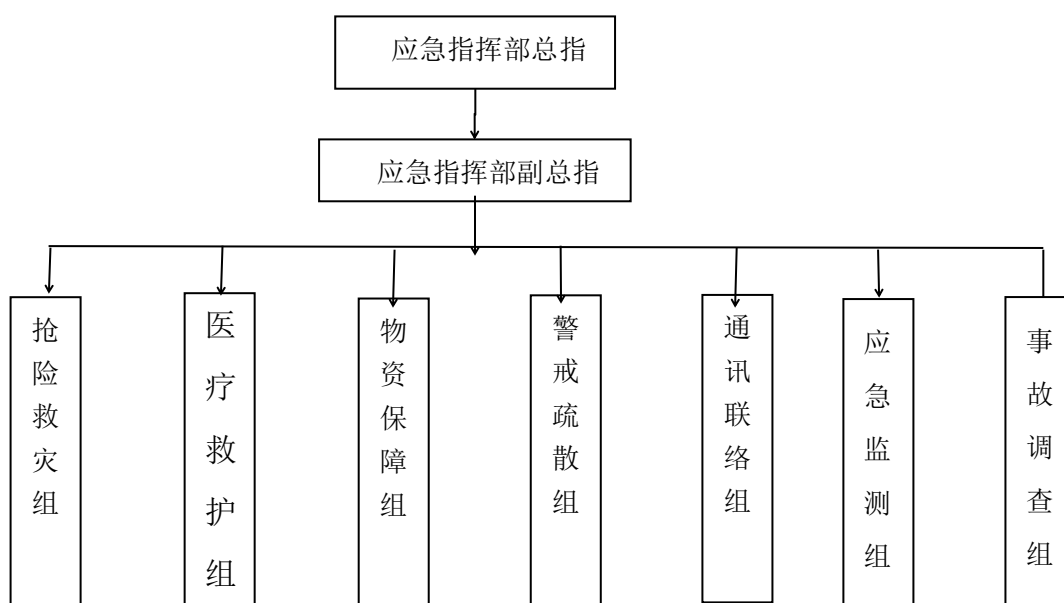 应急指挥部总指
应急指挥部副总指
抢险救灾组
医疗救护组
物资保障组
警戒疏散组
通讯联络组
应急监测组
事故调查组